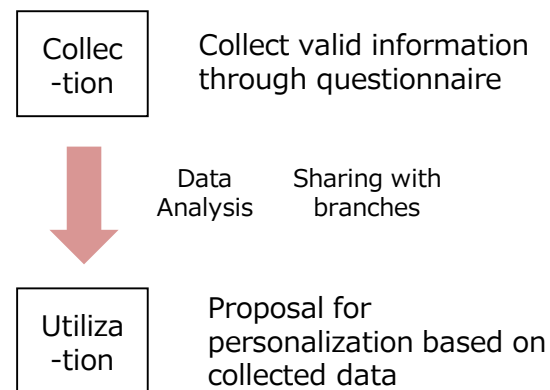 Collec
-tion
Collect valid information
through questionnaire
Data
Analysis
Sharing with
branches
Utiliza
-tion
Proposal for
personalization based on
collected data